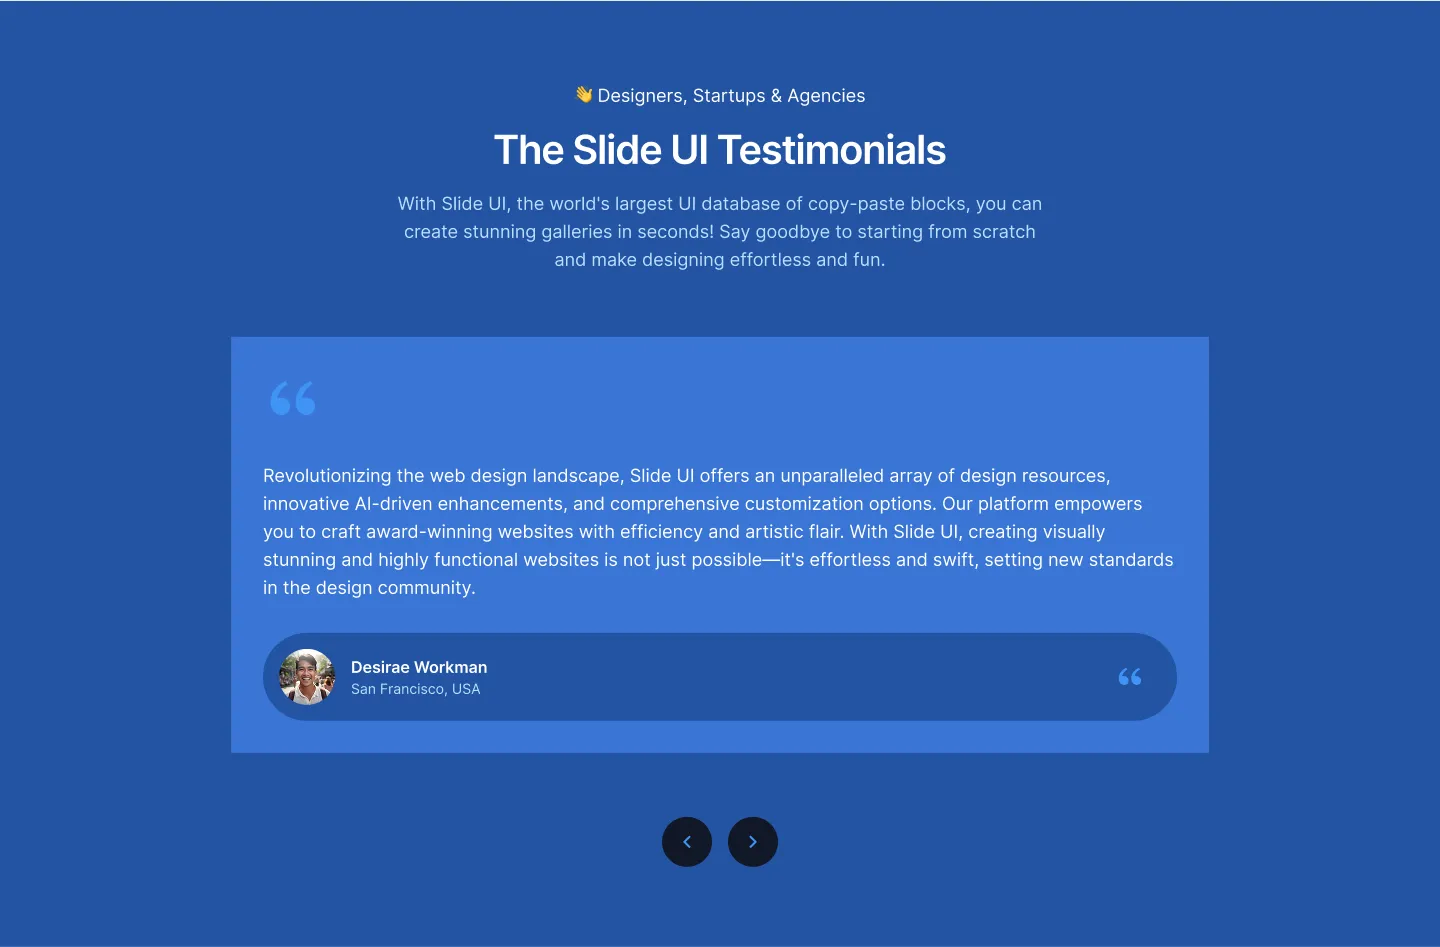 👋 Designers, Startups & Agencies
The Slide UI Testimonials
With Slide UI, the world's largest UI database of copy-paste blocks, you can
create stunning galleries in seconds! Say goodbye to starting from scratch
and make designing effortless and fun.
“
Revolutionizing the web design landscape, Slide UI offers an unparalleled array of design resources,
innovative AI-driven enhancements, and comprehensive customization options. Our platform empowers
you to craft award-winning websites with efficiency and artistic flair. With Slide UI, creating visually
stunning and highly functional websites is not just possible—it's effortless and swift, setting new standards
in the design community.
Desirae Workman
San Francisco, USA
“